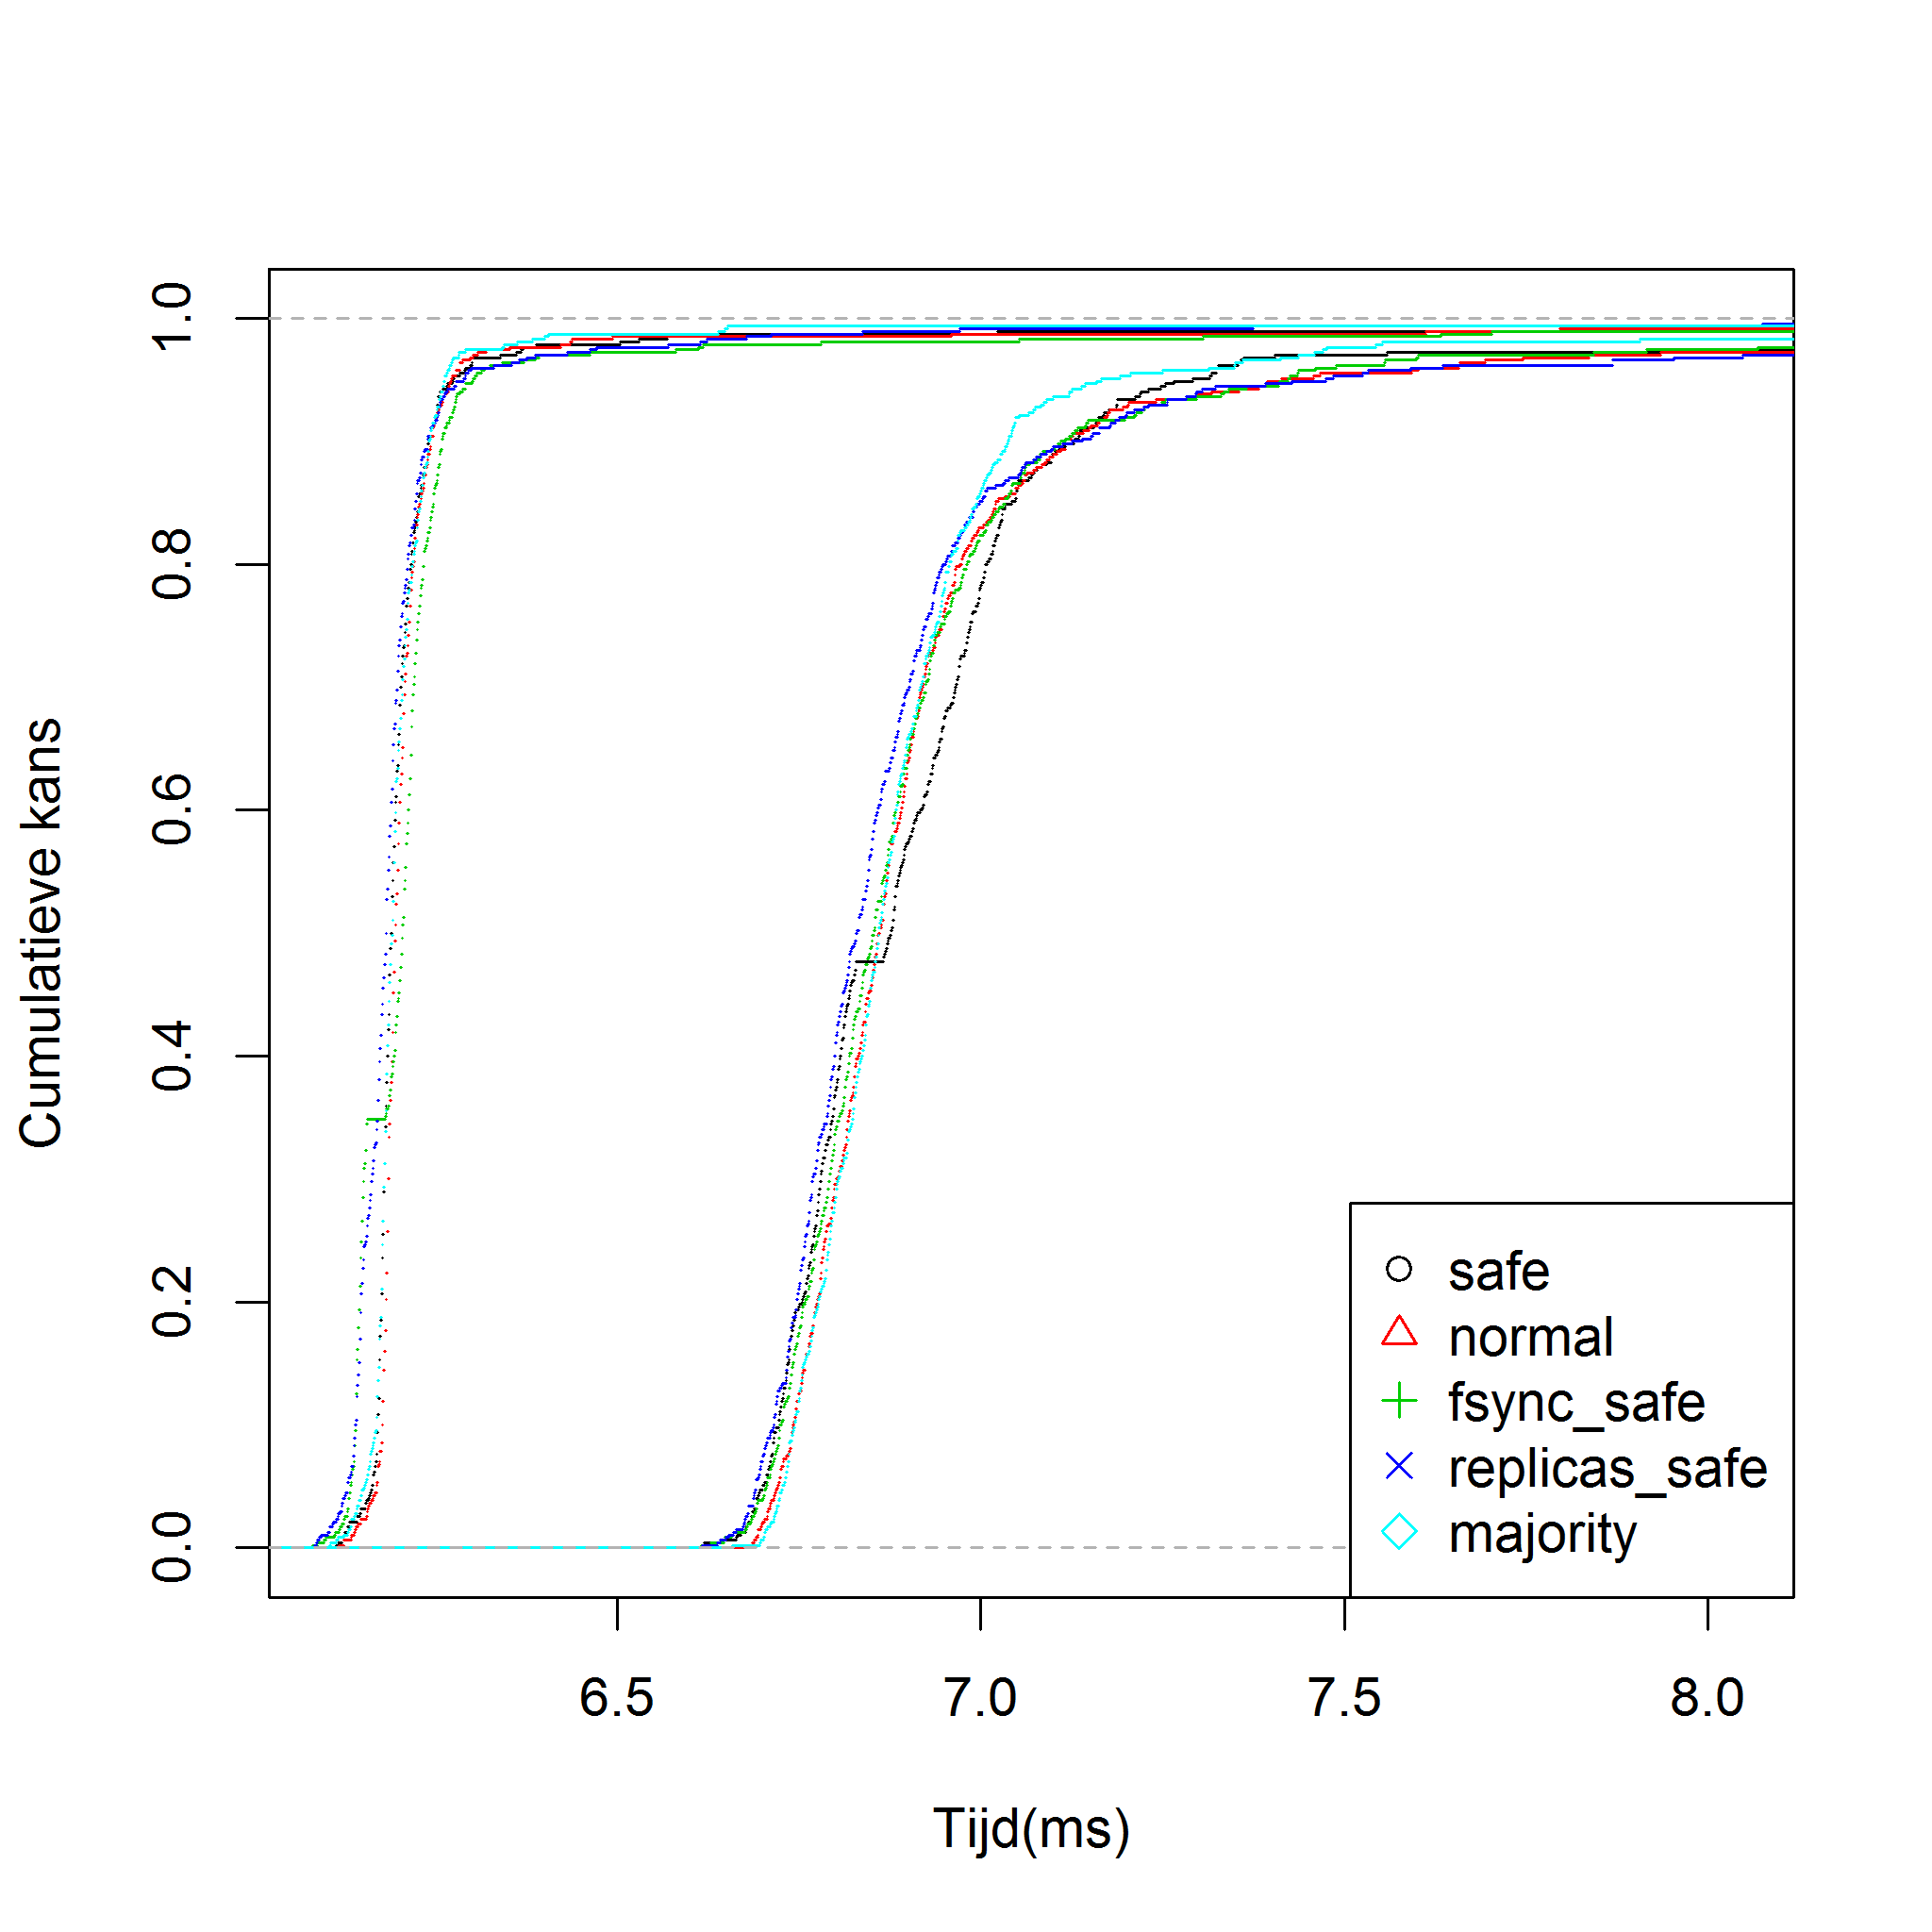 Cumulatieve kans
1.0
0.8
0.6
0.4
0.2
0.0
safe
normal
fsync_safe
replicas_safe
majority
6.5 7.0 7.5 8.0
Tijd(ms)